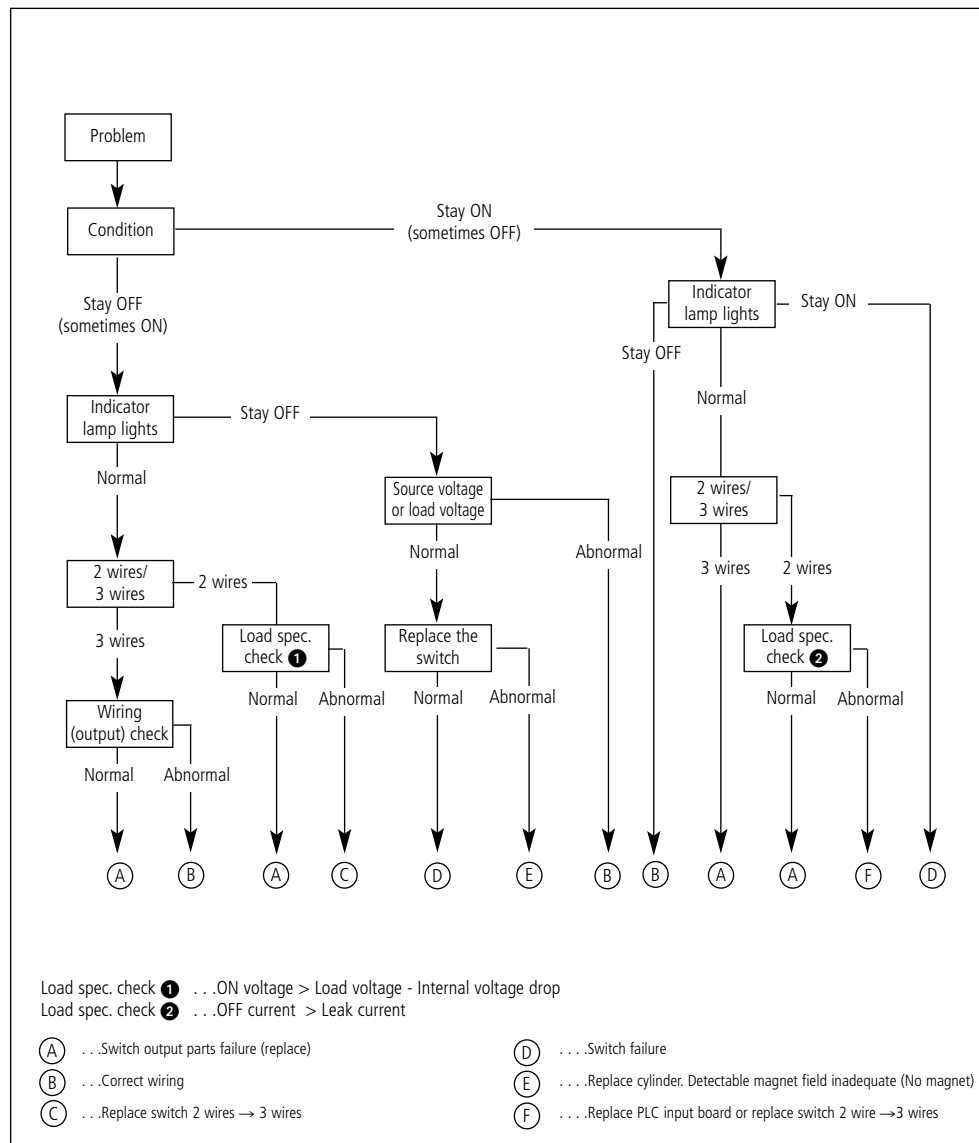 Problem
Condition
Stay ON
(sometimes OFF)
Stay OFF
(sometimes ON)
Indicator
lamp lights
Stay ON
Stay OFF
Normal
Indicator
lamp lights
Stay OFF
Normal
Source voltage
or load voltage
Normal
Abnormal
2 wires/
3 wires
3 wires
2 wires
2 wires/
3 wires
2 wires
3 wires
Load spec.
check ❶
Normal
Abnormal
Replace the
switch
Normal
Abnormal
Load spec.
check ❷
Normal
Abnormal
Wiring
(output) check
Normal
Abnormal
A
B
A
C
D
E
B
B
A
A
F
D
Load spec. check ❶ . . .ON voltage > Load voltage - Internal voltage drop
Load spec. check ❷ . . .OFF current > Leak current
A . . .Switch output parts failure (replace)
B . . .Correct wiring
C . . .Replace switch 2 wires → 3 wires
D . . . .Switch failure
E . . . .Replace cylinder. Detectable magnet field inadequate (No magnet)
F . . . .Replace PLC input board or replace switch 2 wire →3 wires